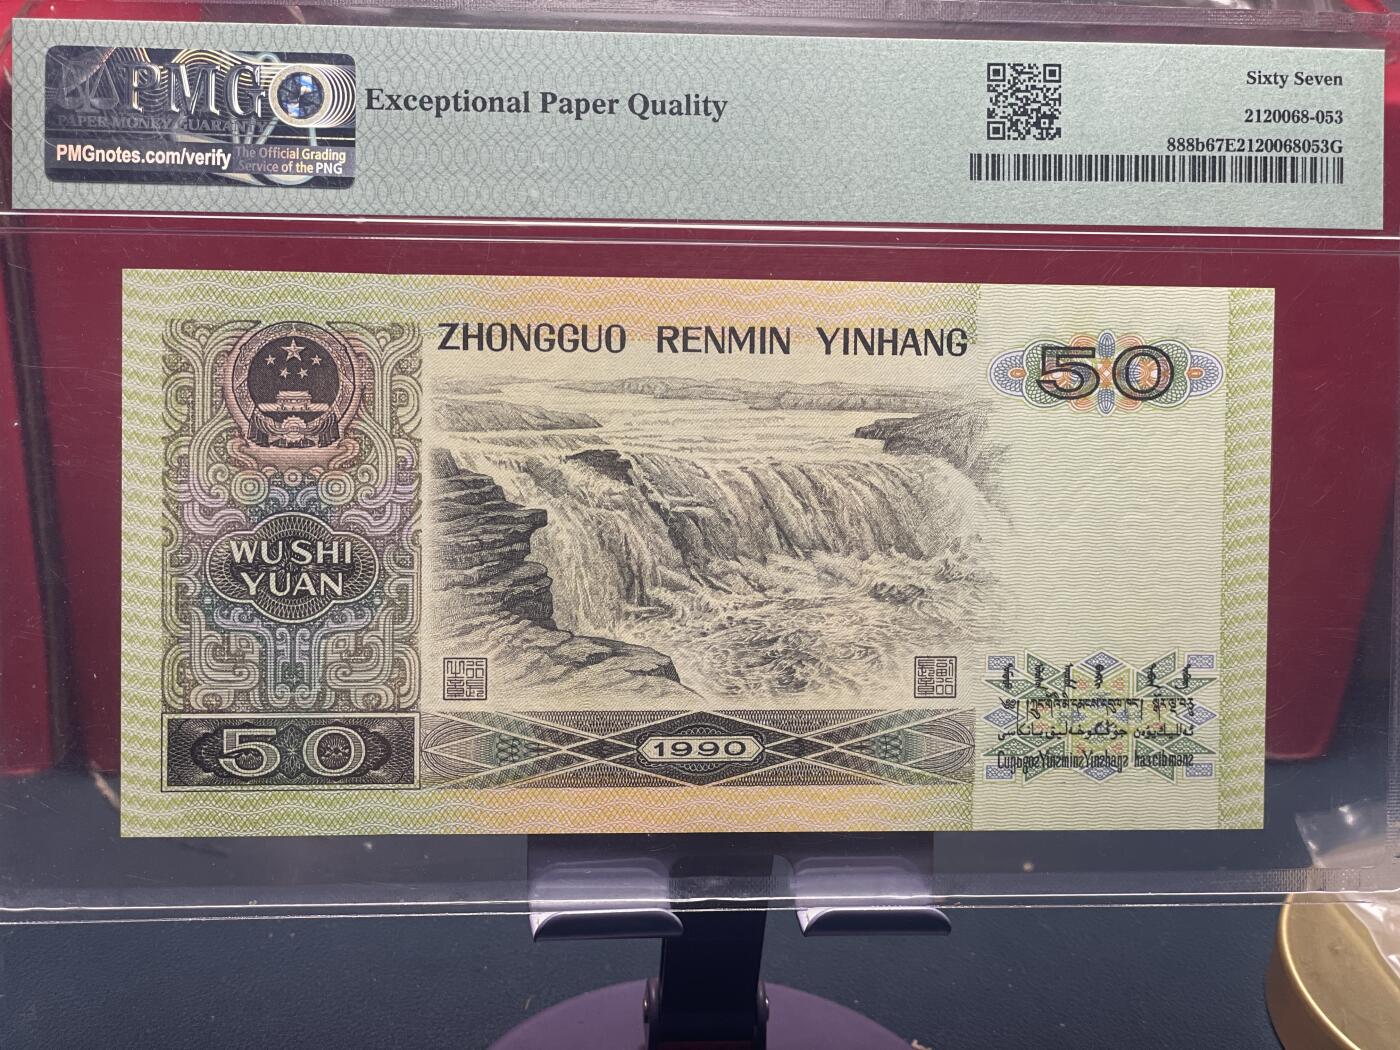 PMG
PAPER MONEY GUARANTY
PMGnotes.com/verify
The Official Grading
Service of the PNG
Exceptional Paper Quality
Sixty Seven
2120068-053
888b67E2120068053G
ZHONGGUO RENMIN YINHANG
50
WU SHI
YUAN
50
1990